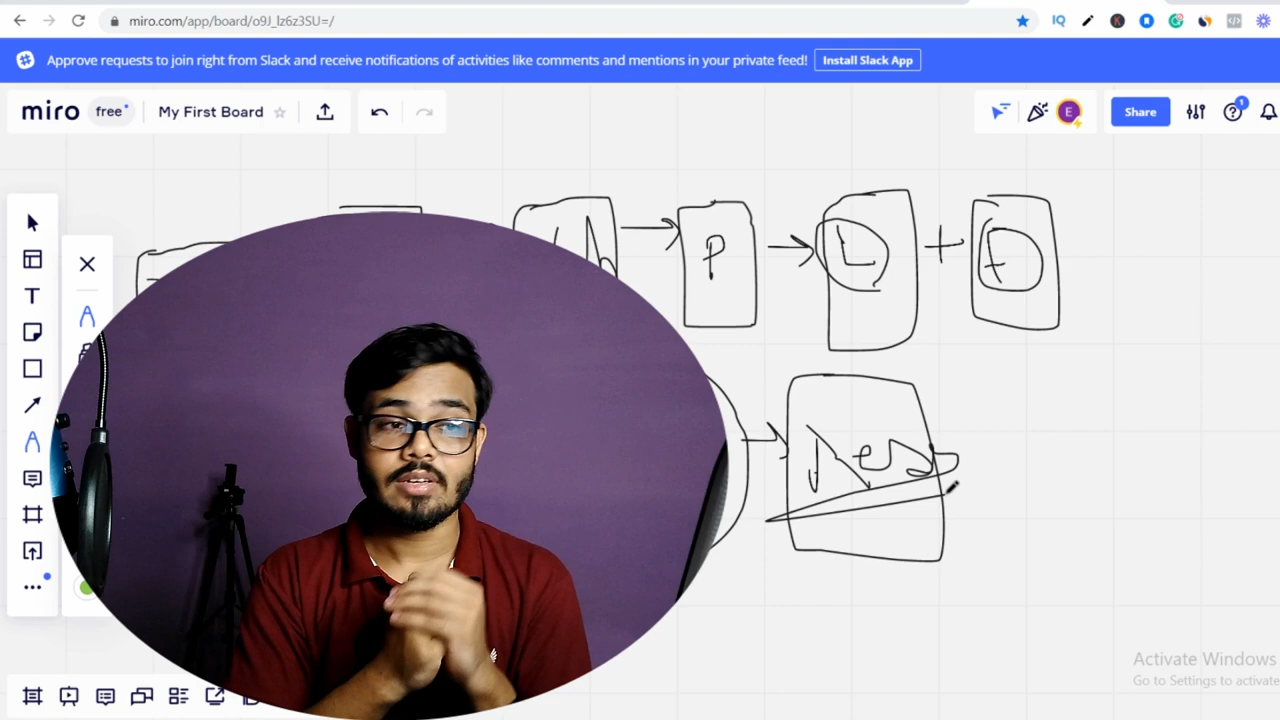 miro.com/app/board/o9J_lz6z3SU=/
IQ
K
Approve requests to join right from Slack and receive notifications of activities like comments and mentions in your private feed!
Install Slack App
miro
free
My First Board
E
Share
1
T
P
L
+
F
Activate Windows
Go to Settings to activate